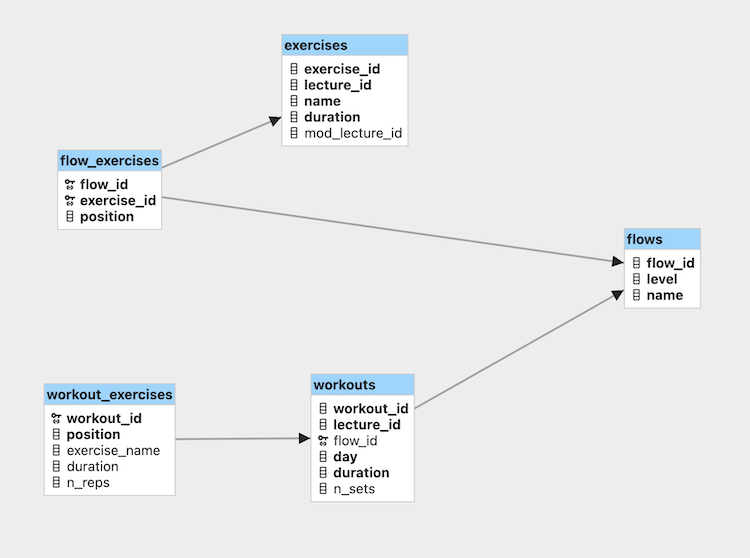 exercises
exercise_id
lecture_id
name
duration
mod_lecture_id
flow_exercises
flow_id
exercise_id
position
flows
flow_id
level
name
workout_exercises
workout_id
position
exercise_name
duration
n_reps
workouts
workout_id
lecture_id
flow_id
day
duration
n_sets